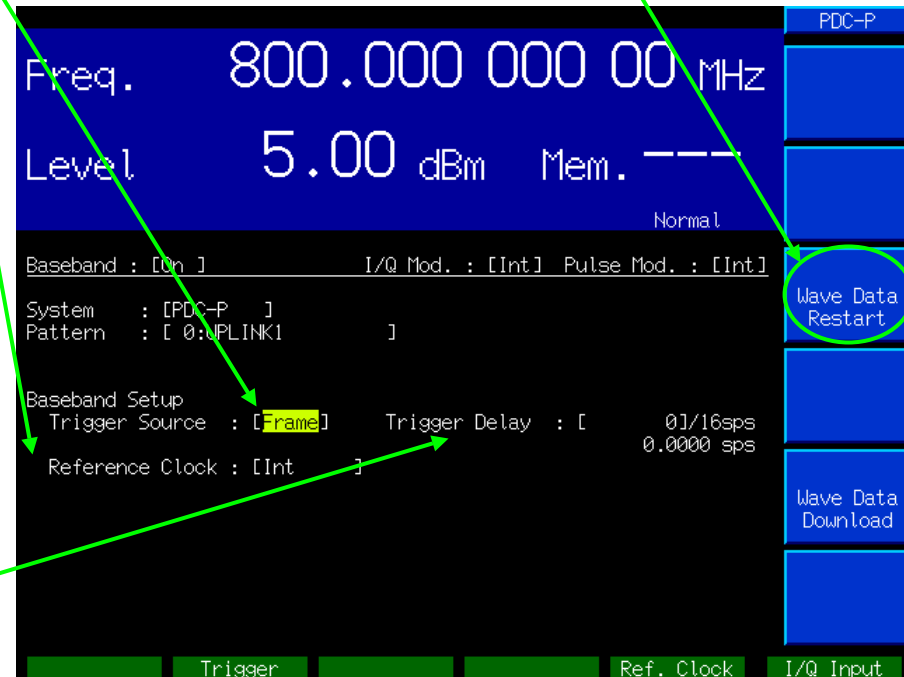 PDC-P
Freq. 800.000 000 00 MHz
Level 5.00 dBm Mem. ---
Normal
Baseband : [On ] I/Q Mod. : [Int] Pulse Mod. : [Int]
System : [PDC-P ]
Pattern : [ 0:UPLINK1 ]
Wave Data
Restart
Baseband Setup
Trigger Source : [Frame] Trigger Delay : [ 0]/16sps
0.0000 sps
Reference Clock : [Int ]
Wave Data
Download
Trigger Ref. Clock I/Q Input